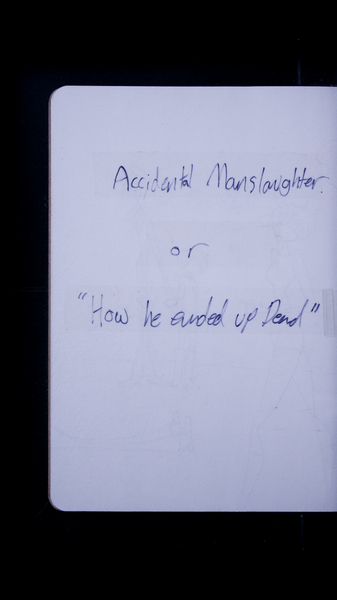 Accidental Manslaughter.
or
"How he ended up Dead"